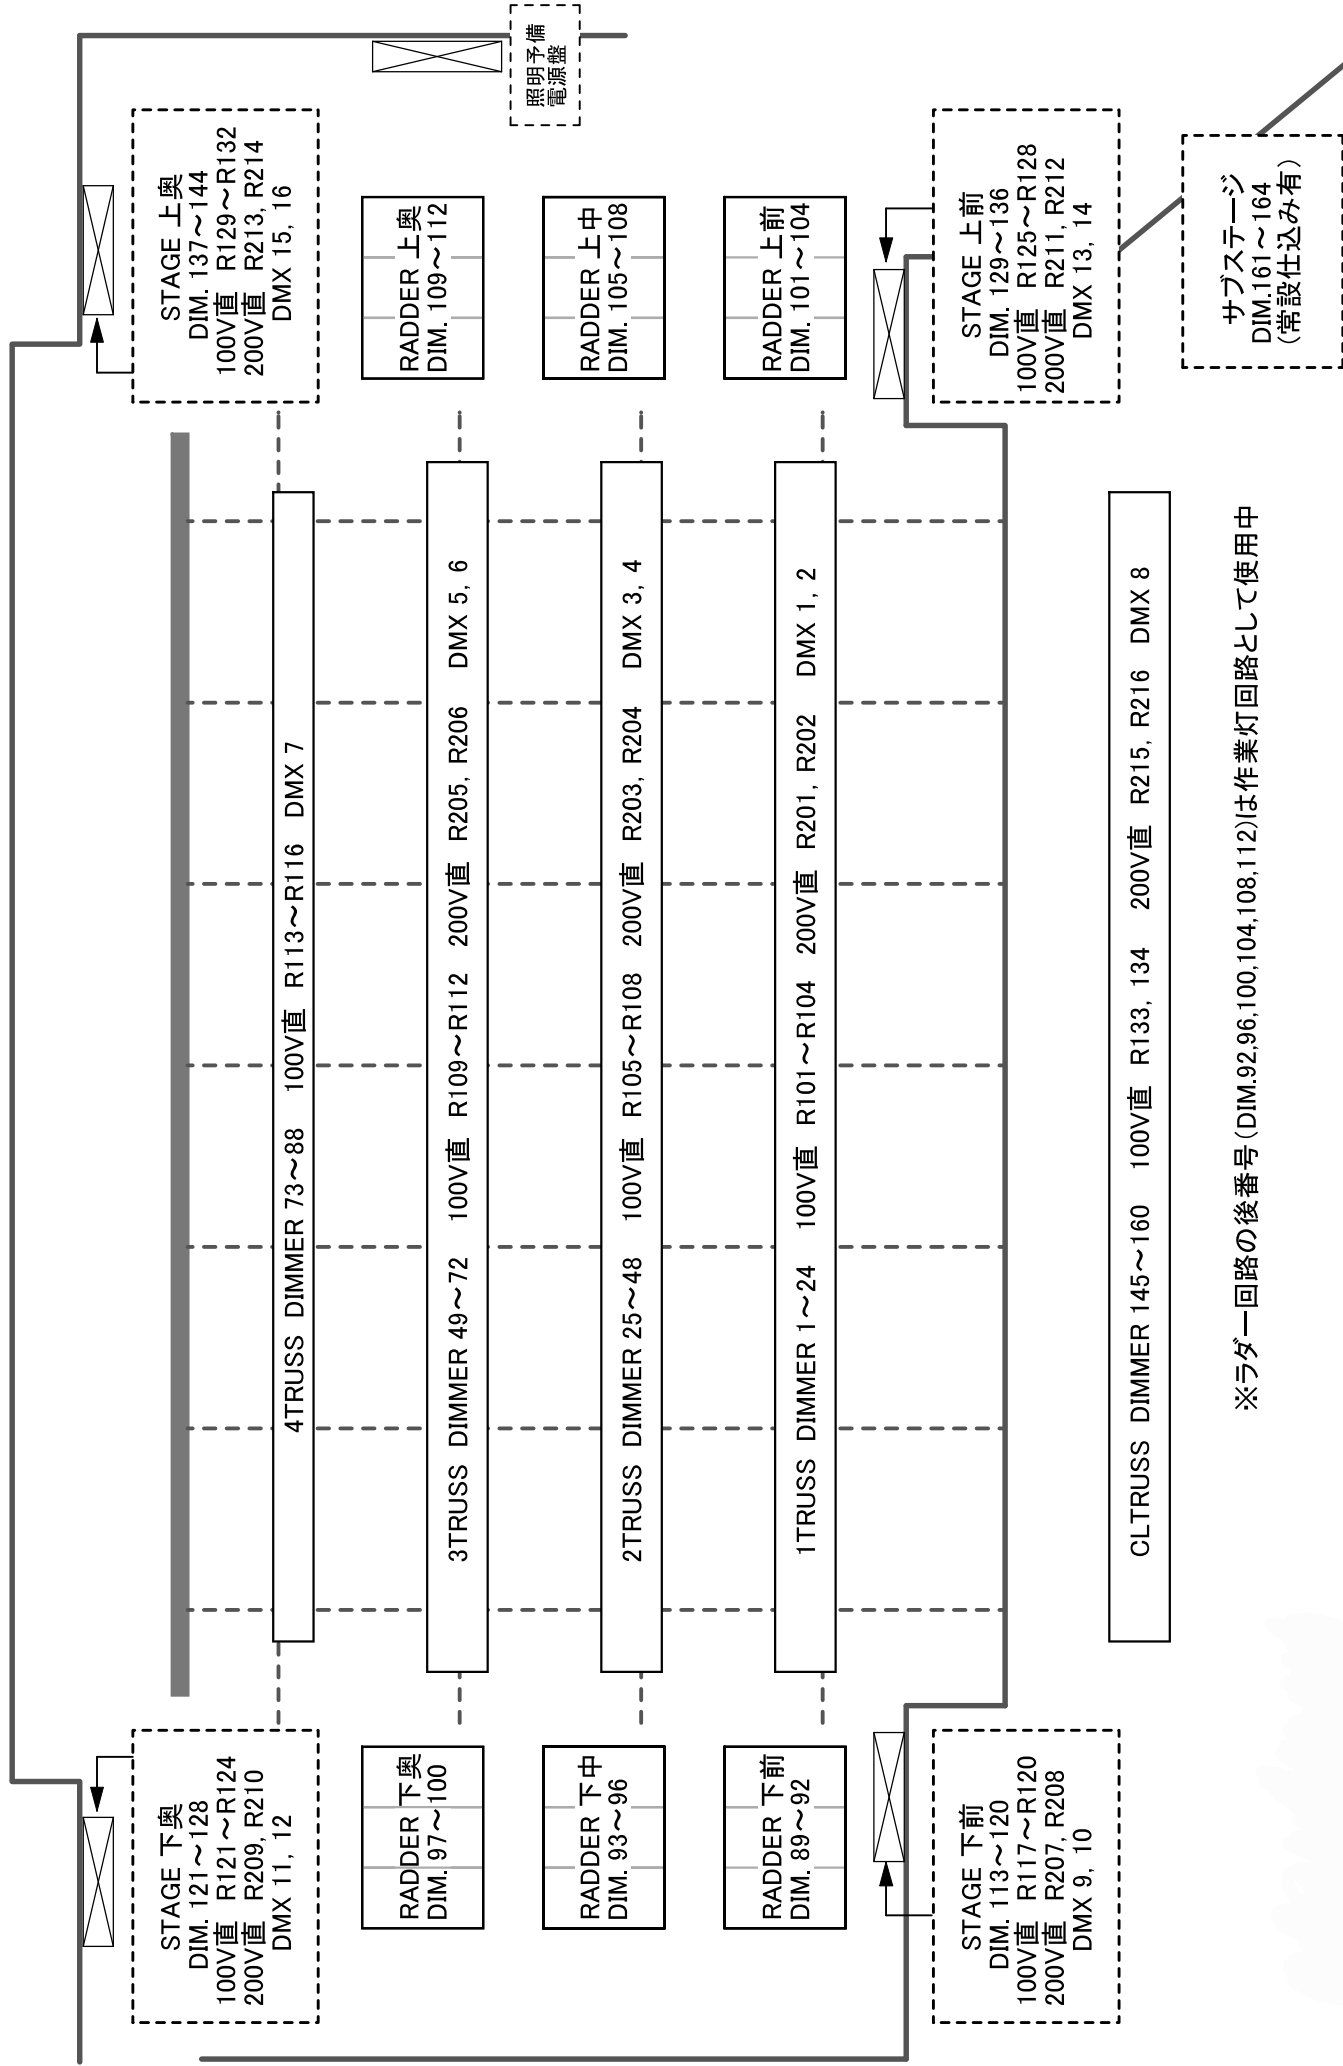 照明予備
電源盤
STAGE 下奥
DIM. 121～128
100V直 R121～R124
200V直 R209, R210
DMX 11, 12
STAGE 上奥
DIM. 137～144
100V直 R129～R132
200V直 R213, R214
DMX 15, 16
4TRUSS DIMMER 73～88 100V直 R113～R116 DMX 7
RADDER 下奥
DIM. 97～100
3TRUSS DIMMER 49～72 100V直 R109～R112 200V直 R205, R206 DMX 5, 6
RADDER 上奥
DIM. 109～112
RADDER 下中
DIM. 93～96
2TRUSS DIMMER 25～48 100V直 R105～R108 200V直 R203, R204 DMX 3, 4
RADDER 上中
DIM. 105～108
RADDER 下前
DIM. 89～92
1TRUSS DIMMER 1～24 100V直 R101～R104 200V直 R201, R202 DMX 1, 2
RADDER 上前
DIM. 101～104
STAGE 下前
DIM. 113～120
100V直 R117～R120
200V直 R207, R208
DMX 9, 10
STAGE 上前
DIM. 129～136
100V直 R125～R128
200V直 R211, R212
DMX 13, 14
CLTRUSS DIMMER 145～160 100V直 R133, 134 200V直 R215, R216 DMX 8
サブステージ
DIM.161～164
(常設仕込み有)
※ラダー回路の後番号(DIM.92,96,100,104,108,112)は作業灯回路として使用中